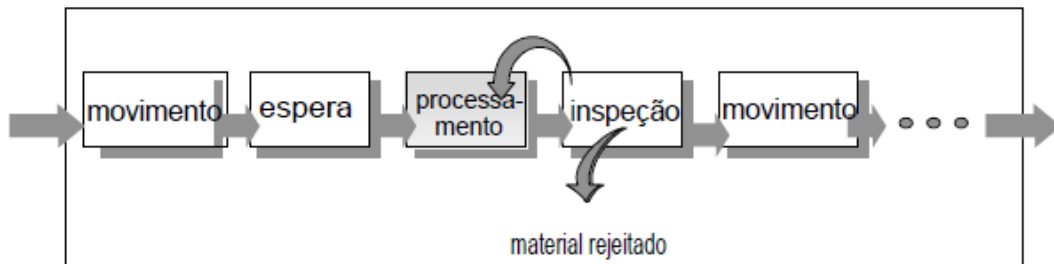 movimento
espera
processa-
mento
inspeção
movimento
material rejeitado